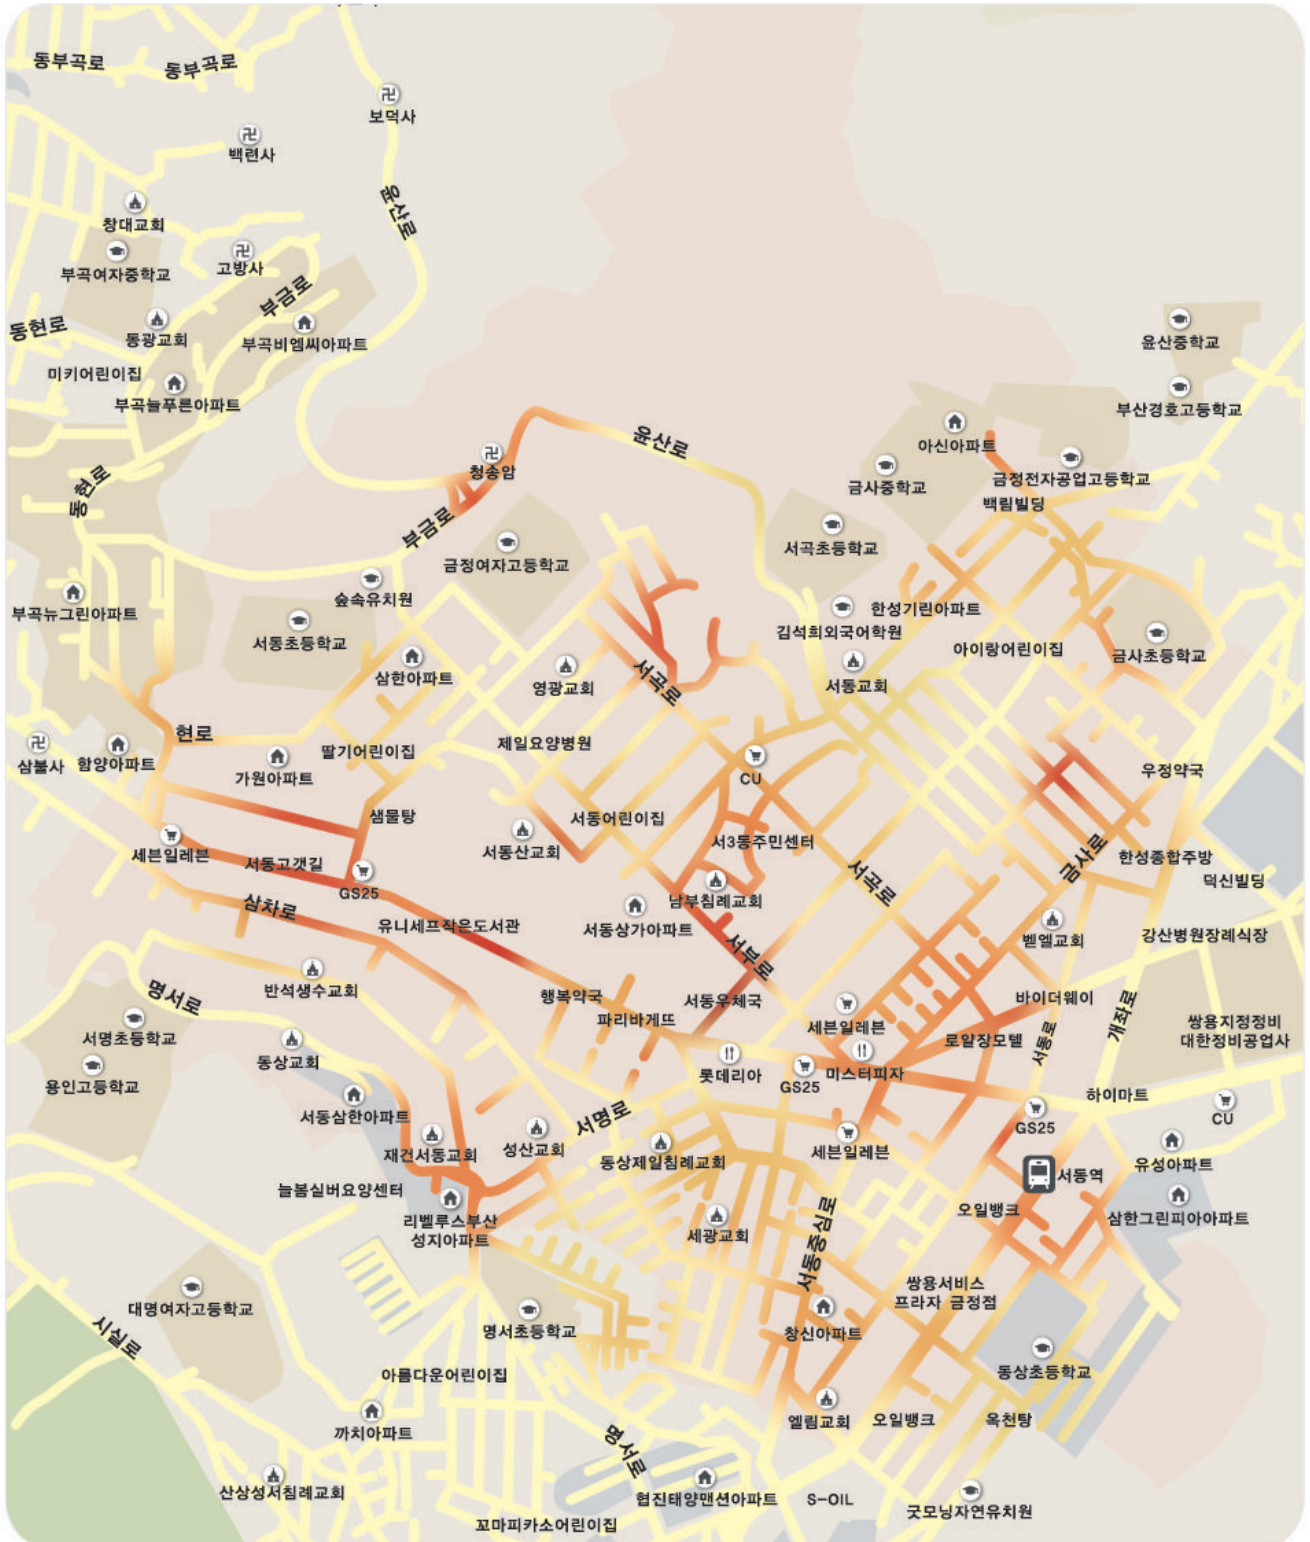 동부곡로
동부곡로
보덕사
백련사
윤산로
창대교회
부곡여자중학교
고방사
부금로
동현로
동광교회
부곡비엠씨아파트
윤산중학교
미키어린이집
부곡늘푸른아파트
부산경호고등학교
윤산로
아신아파트
청송암
금사중학교
금정전자공업고등학교
동현로
백림빌딩
부금로
서곡초등학교
금정여자고등학교
숲속유치원
부곡뉴그린아파트
한성기린아파트
서동초등학교
김석희외국어학원
아이랑어린이집
금사초등학교
삼한아파트
영광교회
서곡로
서동교회
현로
딸기어린이집
제일요양병원
삼불사
함양아파트
가원아파트
CU
우정약국
샘물탕
서동어린이집
세븐일레븐
서동고갯길
서동산교회
서3동주민센터
금사로
한성종합주방
GS25
서곡로
덕신빌딩
삼차로
남부침례교회
유니세프작은도서관
서동상가아파트
서부로
벧엘교회
강산병원장례식장
반석생수교회
명서로
행복약국
서동우체국
바이더웨이
파리바게뜨
세븐일레븐
개좌로
서명초등학교
로얄장모텔
서동로
쌍용지정정비
대한정비공업사
동상교회
용인고등학교
롯데리아
미스터피자
GS25
하이마트
서동삼한아파트
서명로
GS25
CU
재건서동교회
성산교회
동상제일침례교회
세븐일레븐
유성아파트
서동역
늘봄실버요양센터
오일뱅크
삼한그린피아아파트
리벨루스부산
성지아파트
세광교회
서동중심로
쌍용서비스
프라자 금정점
대명여자고등학교
시실로
명서초등학교
창신아파트
아름다운어린이집
동상초등학교
까치아파트
엘림교회
오일뱅크
옥천탕
명서로
산상성서침례교회
협진태양맨션아파트
S-OIL
굿모닝자연유치원
꼬마피카소어린이집